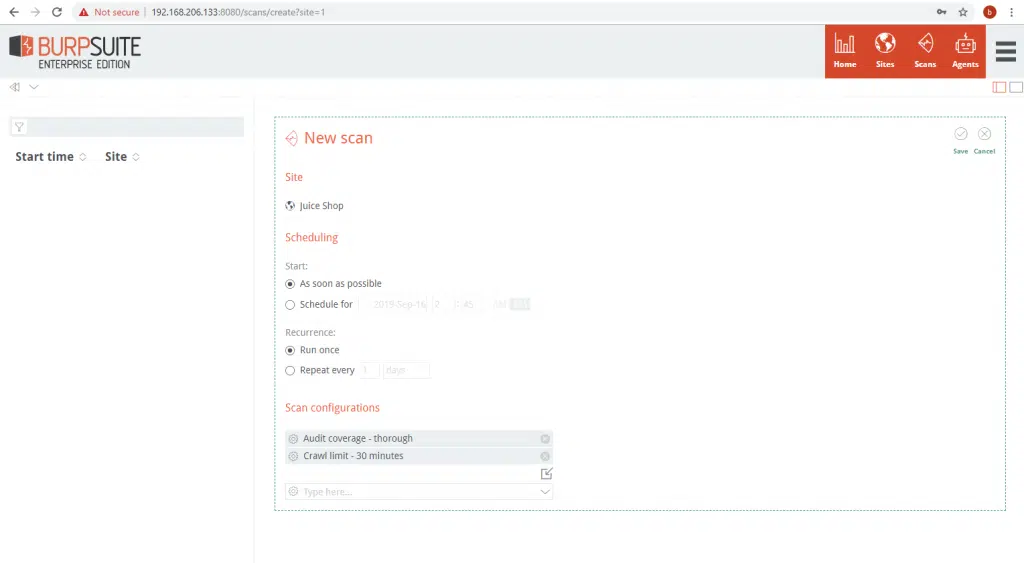 Not secure | 192.168.206.133:8080/scans/create?site=1
b
BURPSUITE
ENTERPRISE EDITION
Home Sites Scans Agents
New scan
Save Cancel
Start time Site
Site
Juice Shop
Scheduling
Start:
As soon as possible
Schedule for 2019-Sep-16 2 : 45
Recurrence:
Run once
Repeat every 1 days
Scan configurations
Audit coverage - thorough
Crawl limit - 30 minutes
Type here...